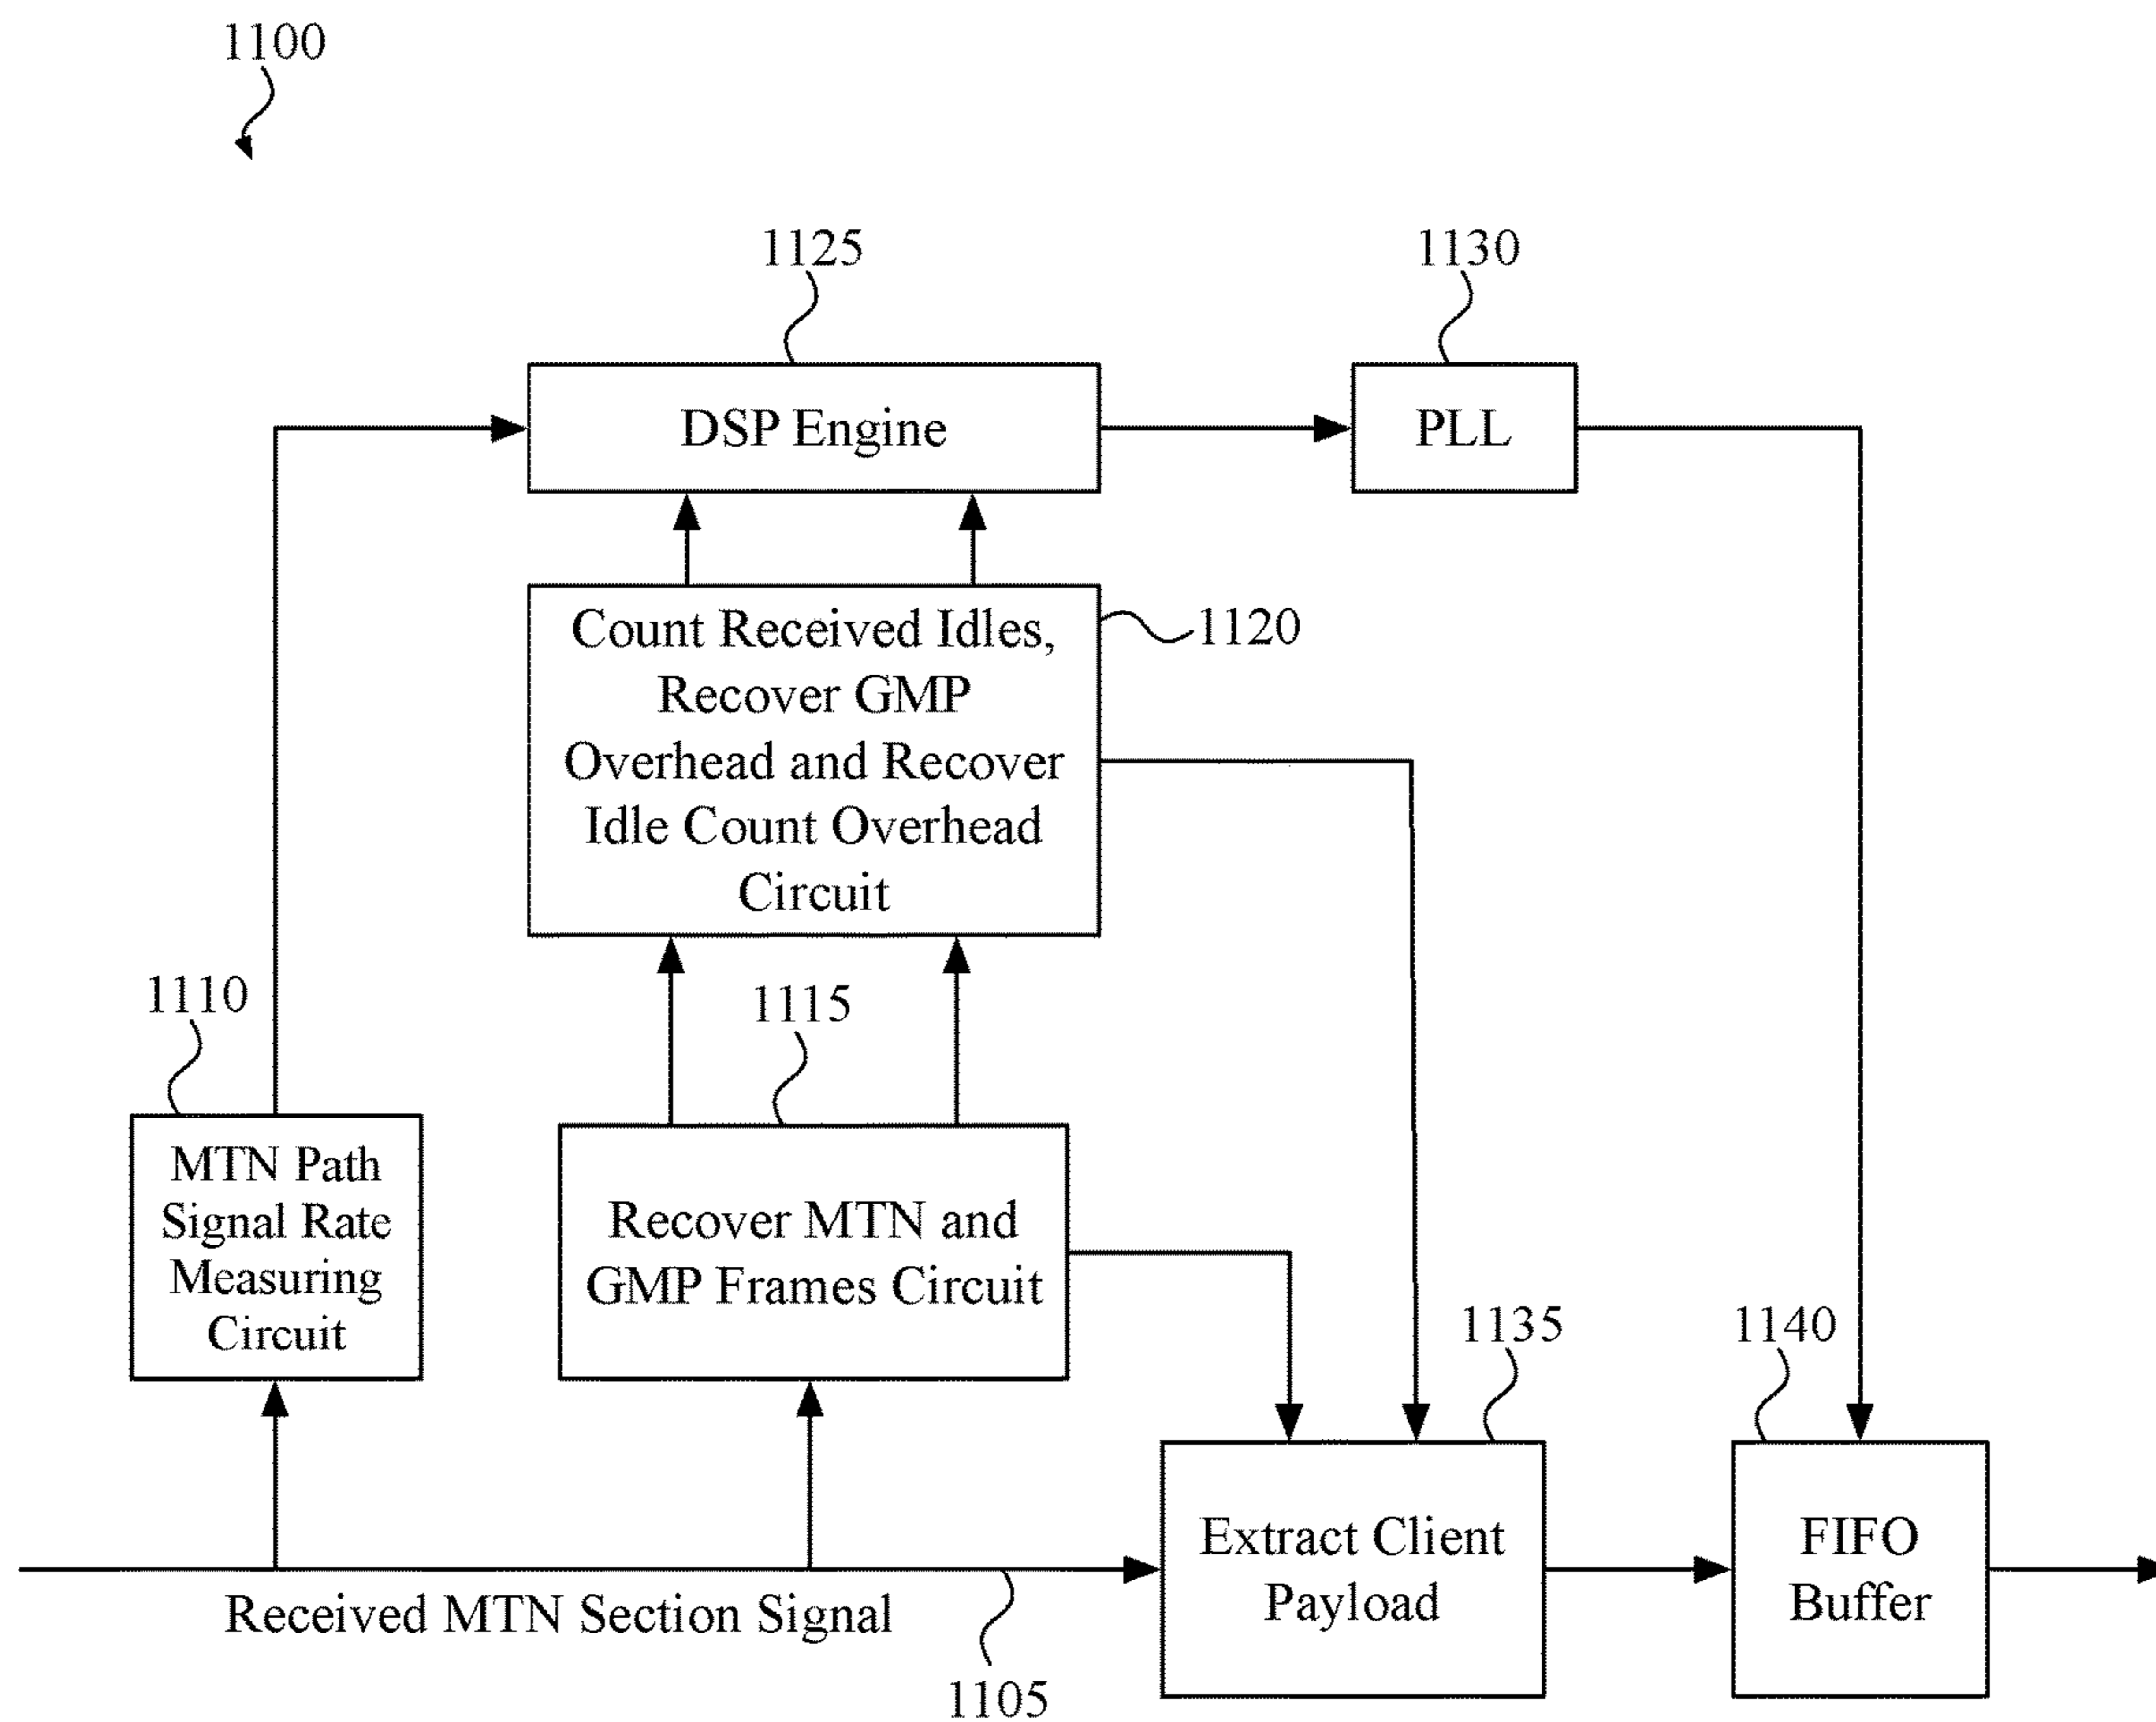 1100
1125
1130
DSP Engine
PLL
Count Received Idles,
Recover GMP
Overhead and Recover
Idle Count Overhead
Circuit
1120
1110
1115
MTN Path
Signal Rate
Measuring
Circuit
Recover MTN and
GMP Frames Circuit
1135
1140
Extract Client
Payload
FIFO
Buffer
Received MTN Section Signal
1105